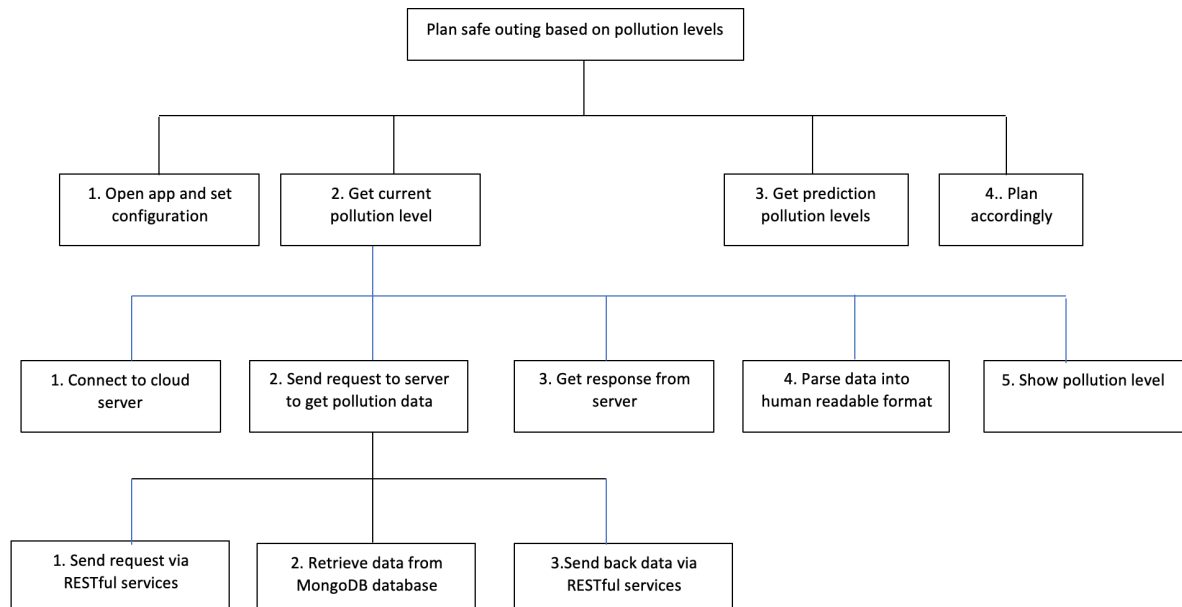 Plan safe outing based on pollution levels
1. Open app and set
configuration
2. Get current
pollution level
3. Get prediction
pollution levels
4.. Plan
accordingly
1. Connect to cloud
server
2. Send request to server
to get pollution data
3. Get response from
server
4. Parse data into
human readable format
5. Show pollution level
1. Send request via
RESTful services
2. Retrieve data from
MongoDB database
3.Send back data via
RESTful services